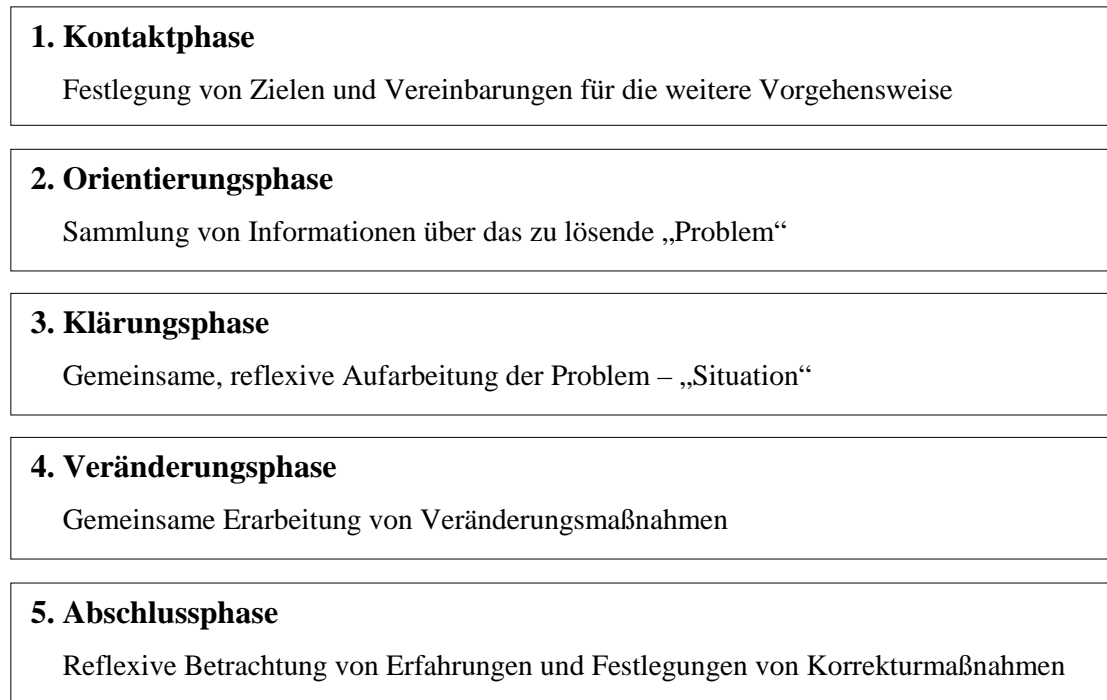 1. Kontaktphase
Festlegung von Zielen und Vereinbarungen für die weitere Vorgehensweise
2. Orientierungsphase
Sammlung von Informationen über das zu lösende „Problem“
3. Klärungsphase
Gemeinsame, reflexive Aufarbeitung der Problem – „Situation“
4. Veränderungsphase
Gemeinsame Erarbeitung von Veränderungsmaßnahmen
5. Abschlussphase
Reflexive Betrachtung von Erfahrungen und Festlegungen von Korrekturmaßnahmen